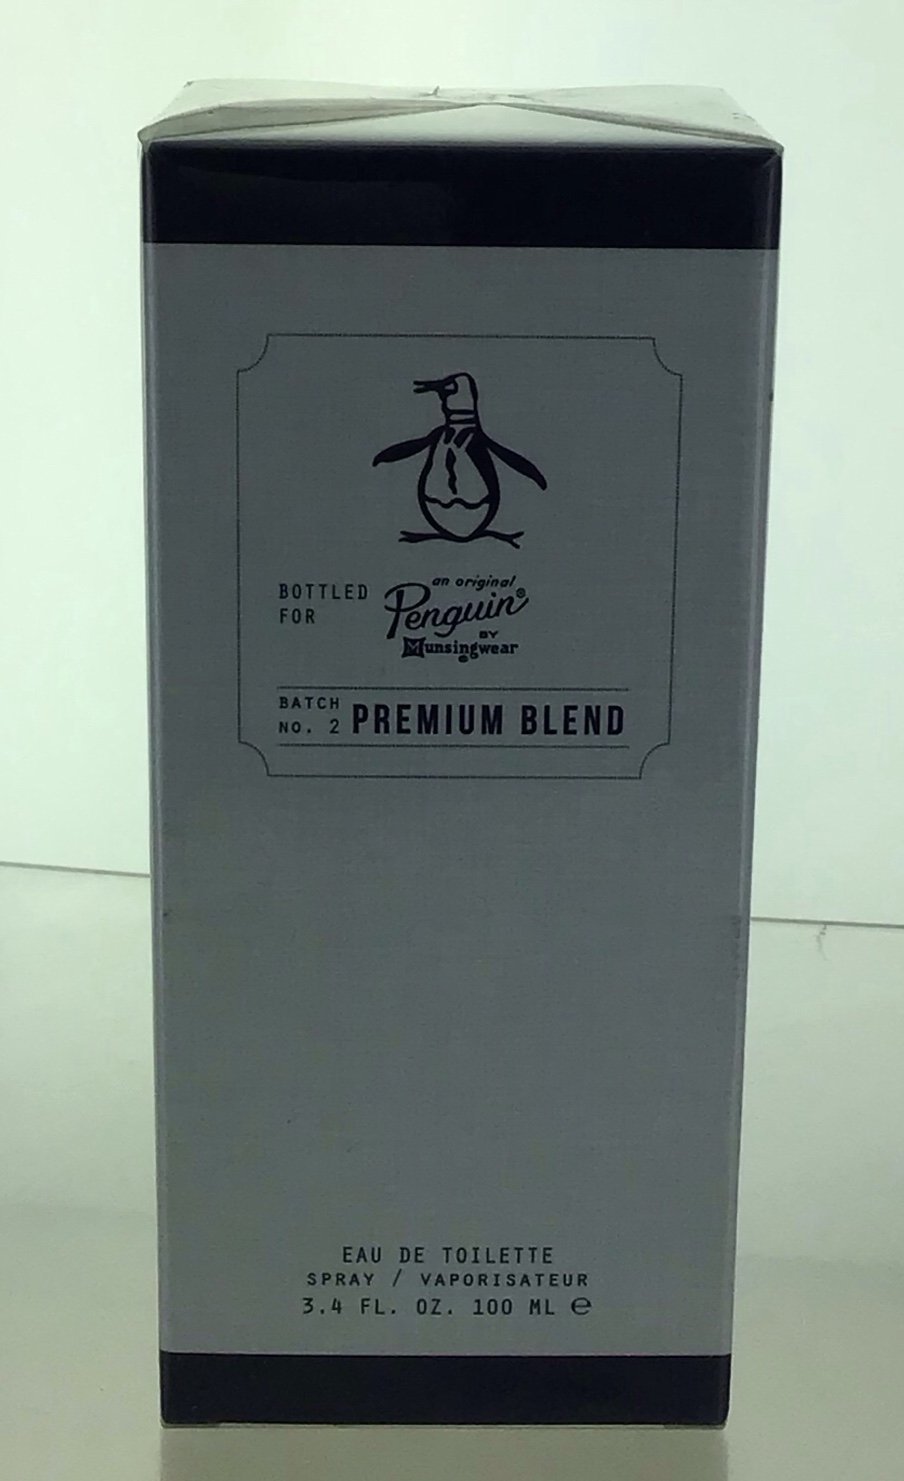 BOTTLED
FOR
an original
Penguin®
BY
Munsingwear
®
BATCH
NO. 2
PREMIUM BLEND
EAU DE TOILETTE
SPRAY / VAPORISATEUR
3.4 FL. OZ. 100 ML ℮